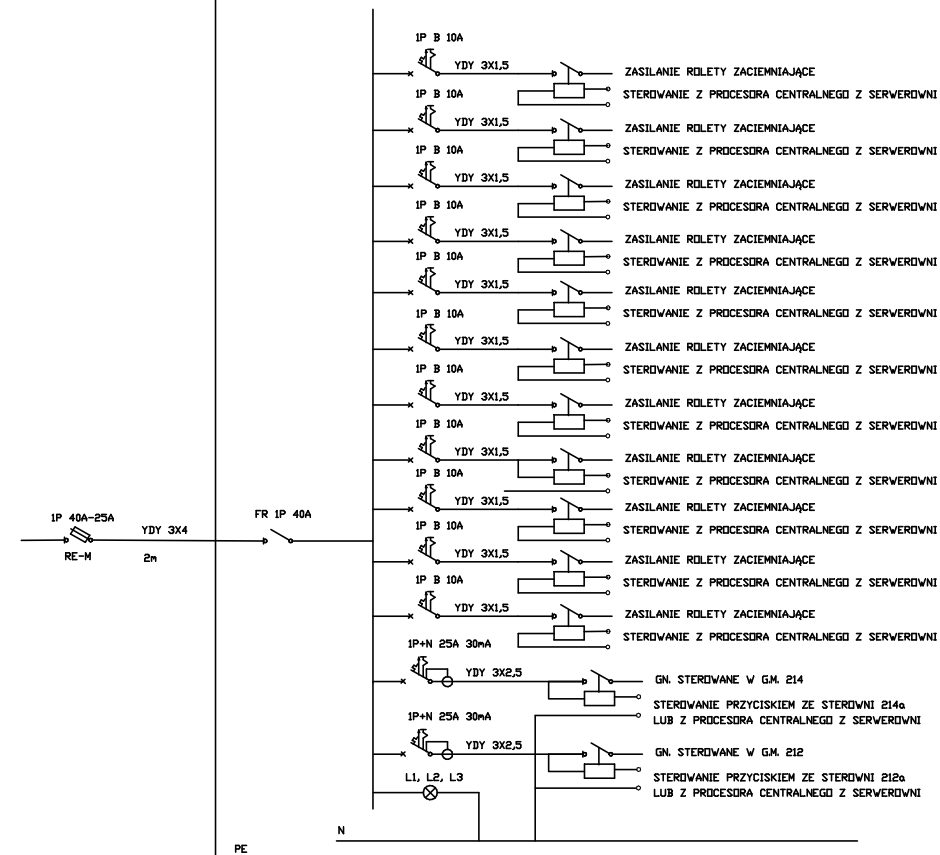 1P B 10A
YDY 3X1,5
ZASILANIE ROLETY ZACIEMNIAJĄCE
STEROWANIE Z PROCESORA CENTRALNEGO Z SERWEROWNI
1P B 10A
YDY 3X1,5
ZASILANIE ROLETY ZACIEMNIAJĄCE
STEROWANIE Z PROCESORA CENTRALNEGO Z SERWEROWNI
1P B 10A
YDY 3X1,5
ZASILANIE ROLETY ZACIEMNIAJĄCE
STEROWANIE Z PROCESORA CENTRALNEGO Z SERWEROWNI
1P B 10A
YDY 3X1,5
ZASILANIE ROLETY ZACIEMNIAJĄCE
STEROWANIE Z PROCESORA CENTRALNEGO Z SERWEROWNI
1P B 10A
YDY 3X1,5
ZASILANIE ROLETY ZACIEMNIAJĄCE
STEROWANIE Z PROCESORA CENTRALNEGO Z SERWEROWNI
1P B 10A
YDY 3X1,5
ZASILANIE ROLETY ZACIEMNIAJĄCE
STEROWANIE Z PROCESORA CENTRALNEGO Z SERWEROWNI
1P B 10A
YDY 3X1,5
ZASILANIE ROLETY ZACIEMNIAJĄCE
STEROWANIE Z PROCESORA CENTRALNEGO Z SERWEROWNI
1P B 10A
YDY 3X1,5
ZASILANIE ROLETY ZACIEMNIAJĄCE
STEROWANIE Z PROCESORA CENTRALNEGO Z SERWEROWNI
1P B 10A
YDY 3X1,5
ZASILANIE ROLETY ZACIEMNIAJĄCE
STEROWANIE Z PROCESORA CENTRALNEGO Z SERWEROWNI
1P 40A-25A
YDY 3X4
RE-M
2m
FR 1P 40A
1P B 10A
YDY 3X1,5
ZASILANIE ROLETY ZACIEMNIAJĄCE
STEROWANIE Z PROCESORA CENTRALNEGO Z SERWEROWNI
1P B 10A
YDY 3X1,5
ZASILANIE ROLETY ZACIEMNIAJĄCE
STEROWANIE Z PROCESORA CENTRALNEGO Z SERWEROWNI
1P+N 25A 30mA
YDY 3X2,5
GN. STEROWANE W G.M. 214
STEROWANIE PRZYCISKIEM ZE STEROWNI 214a
LUB Z PROCESORA CENTRALNEGO Z SERWEROWNI
1P+N 25A 30mA
YDY 3X2,5
GN. STEROWANE W G.M. 212
STEROWANIE PRZYCISKIEM ZE STEROWNI 212a
LUB Z PROCESORA CENTRALNEGO Z SERWEROWNI
L1, L2, L3
N
PE